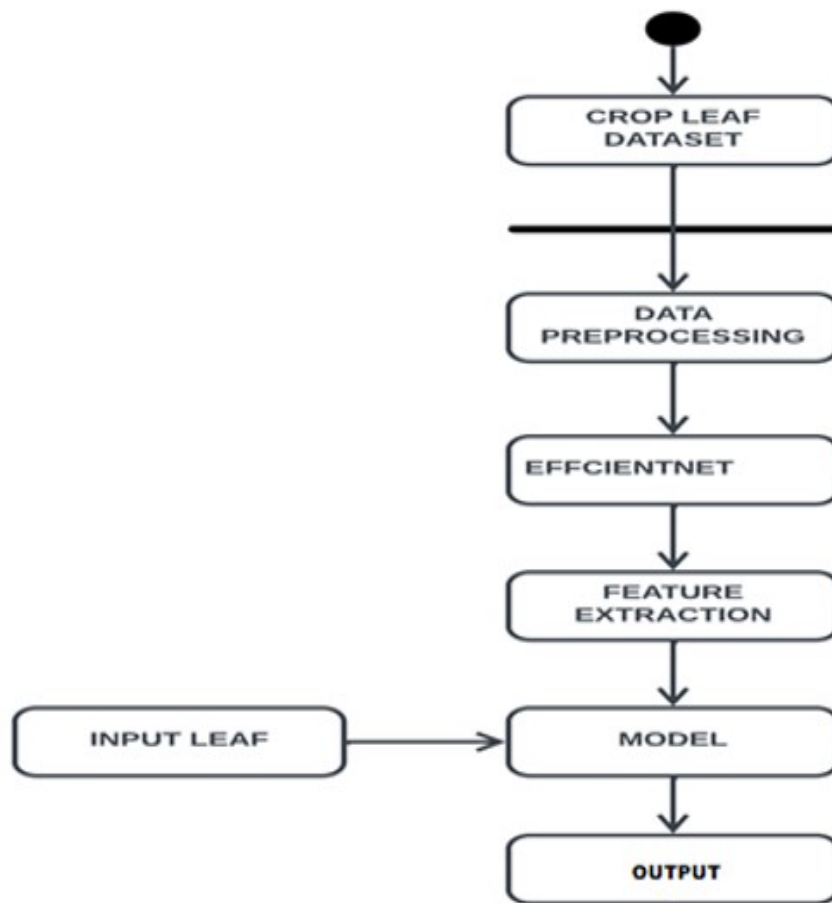 CROP LEAF
DATASET
DATA
PREPROCESSING
EFFCIENTNET
FEATURE
EXTRACTION
INPUT LEAF
MODEL
OUTPUT